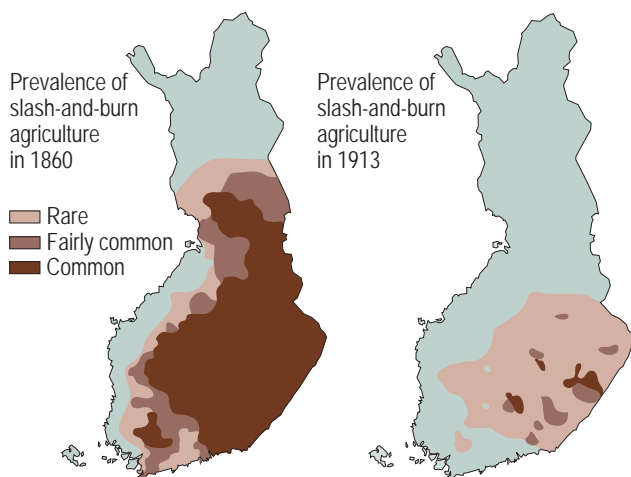 Prevalence of
slash-and-burn
agriculture
in 1860
Rare
Fairly common
Common
Prevalence of
slash-and-burn
agriculture
in 1913